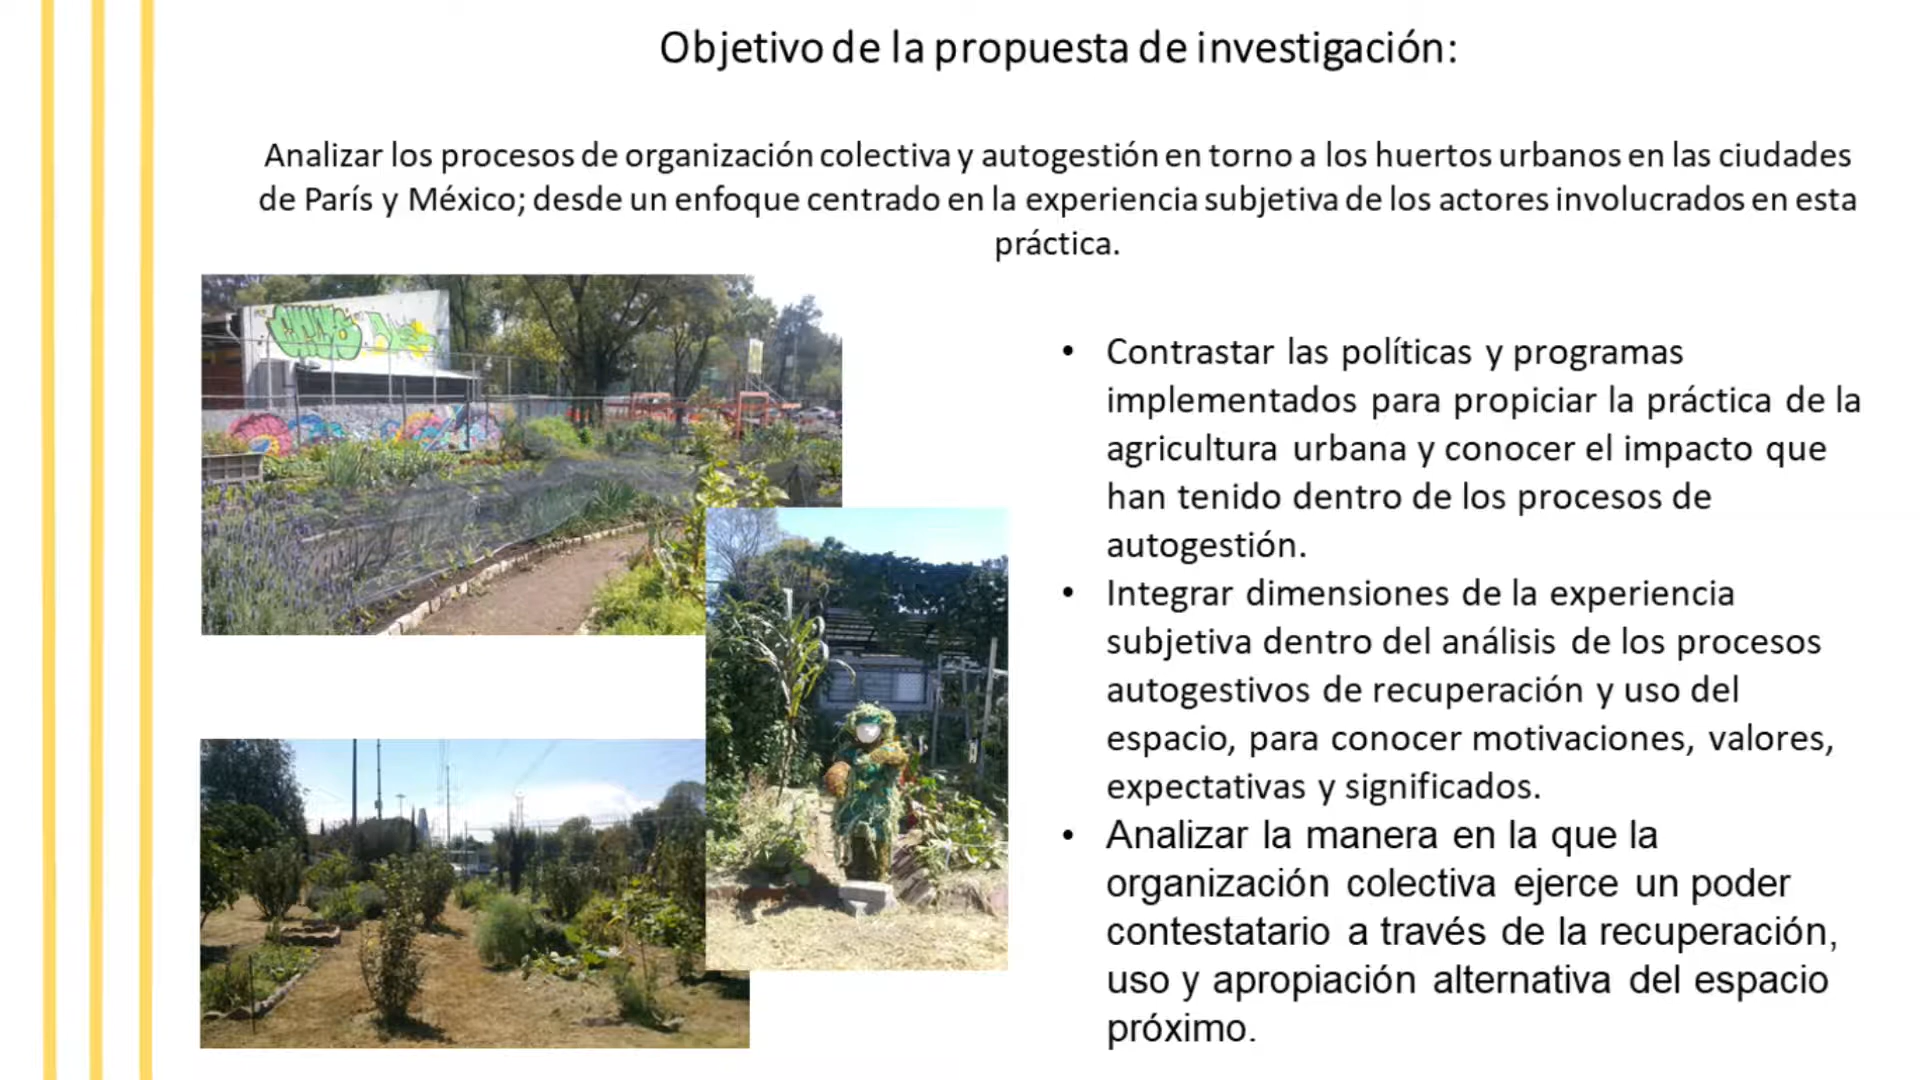 Objetivo de la propuesta de investigación:
Analizar los procesos de organización colectiva y autogestión en torno a los huertos urbanos en las ciudades
de París y México; desde un enfoque centrado en la experiencia subjetiva de los actores involucrados en esta
práctica.
• Contrastar las políticas y programas
implementados para propiciar la práctica de la
agricultura urbana y conocer el impacto que
han tenido dentro de los procesos de
autogestión.
• Integrar dimensiones de la experiencia
subjetiva dentro del análisis de los procesos
autogestivos de recuperación y uso del
espacio, para conocer motivaciones, valores,
expectativas y significados.
• Analizar la manera en la que la
organización colectiva ejerce un poder
contestatario a través de la recuperación,
uso y apropiación alternativa del espacio
próximo.